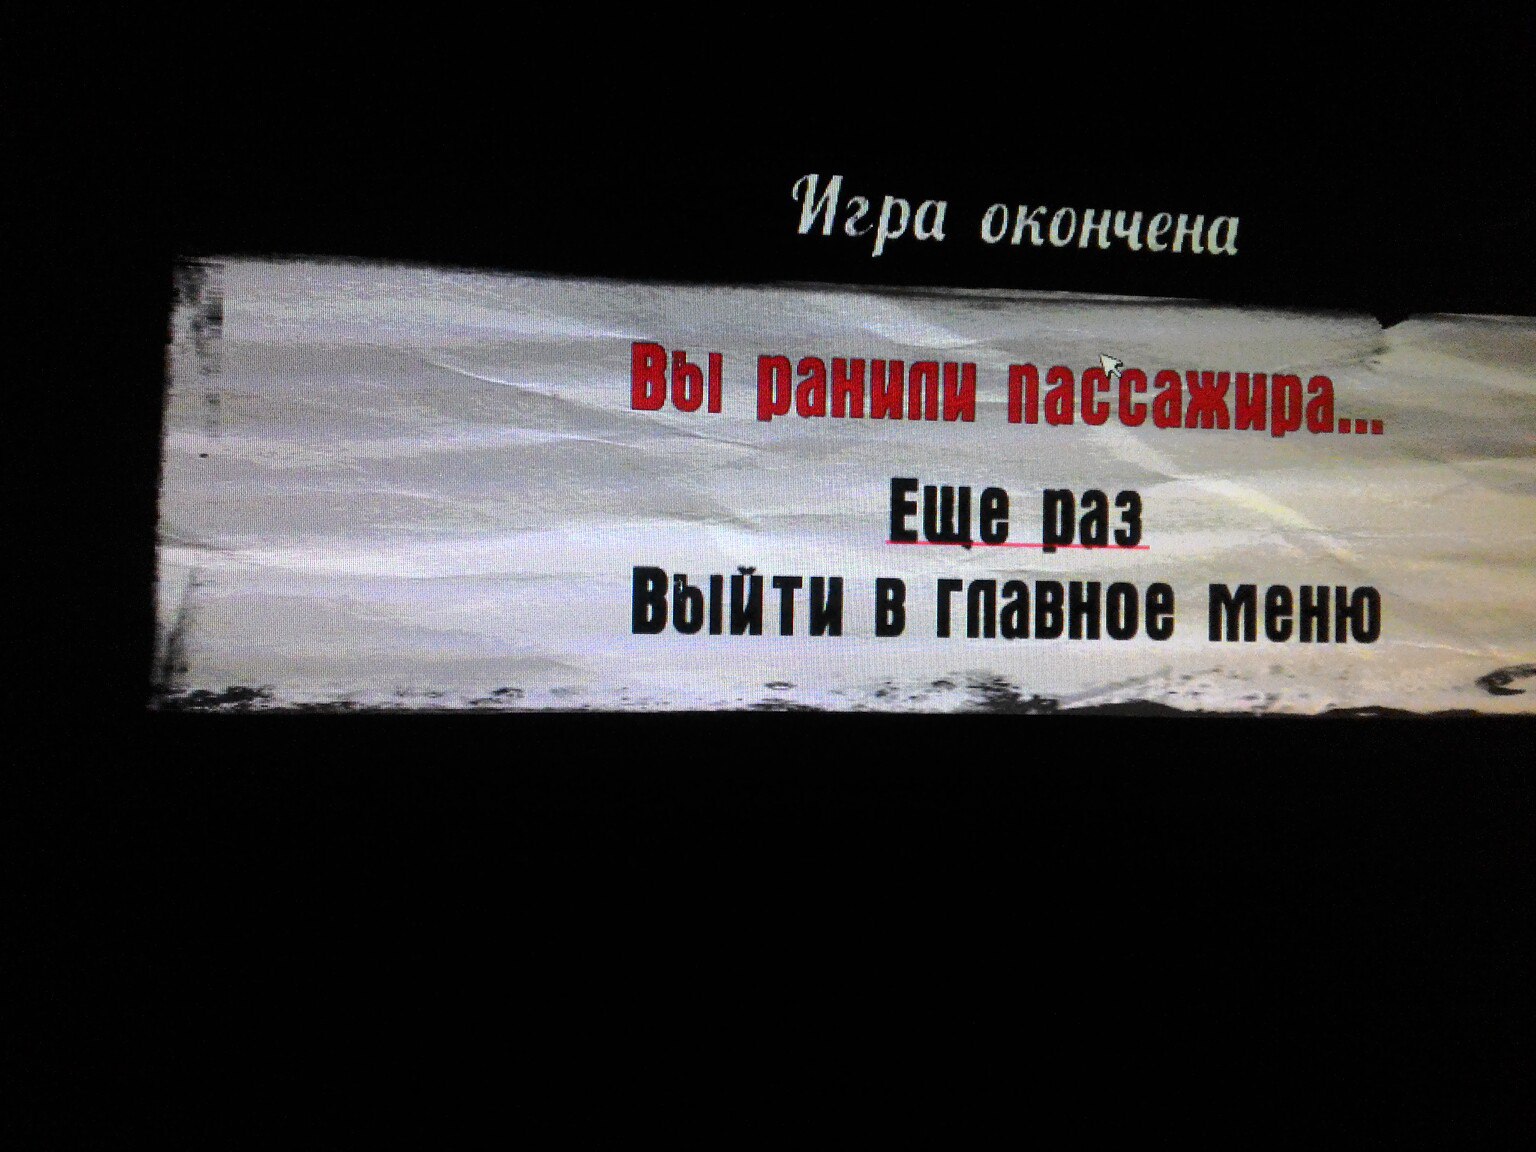 Игра окончена
Вы ранили пассажира...
Еще раз
Выйти в главное меню